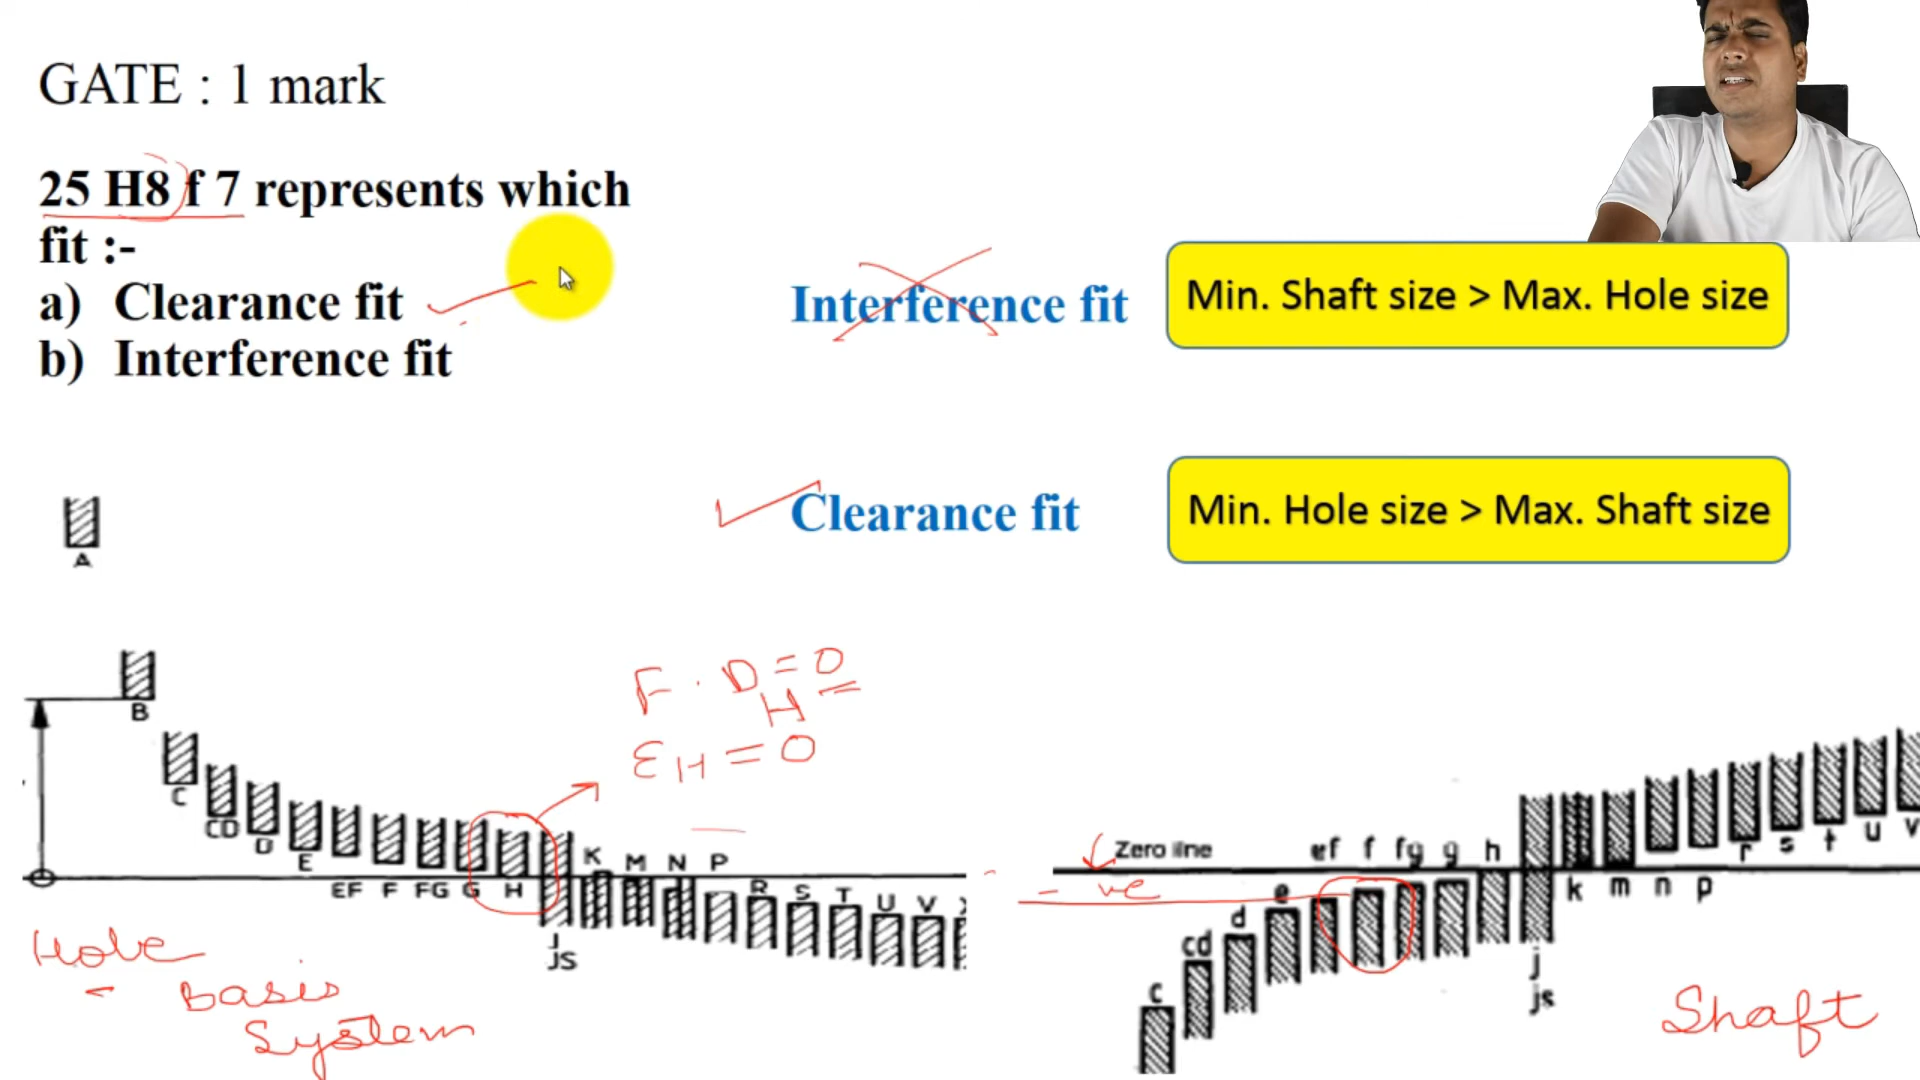 GATE : 1 mark
25 H8 f 7 represents which
fit :-
a) Clearance fit
b) Interference fit
Interference fit
Min. Shaft size > Max. Hole size
Clearance fit
Min. Hole size > Max. Shaft size
A
B
C
CD
D
E
EF F FG G H
J
JS
K M N P
R S T U V
F. D = 0
H
EH = 0
Hole
Basis
System
Zero line
- ve
c
cd
d
e
ef f fg g h
j
js
k m n p
r s t u v
Shaft